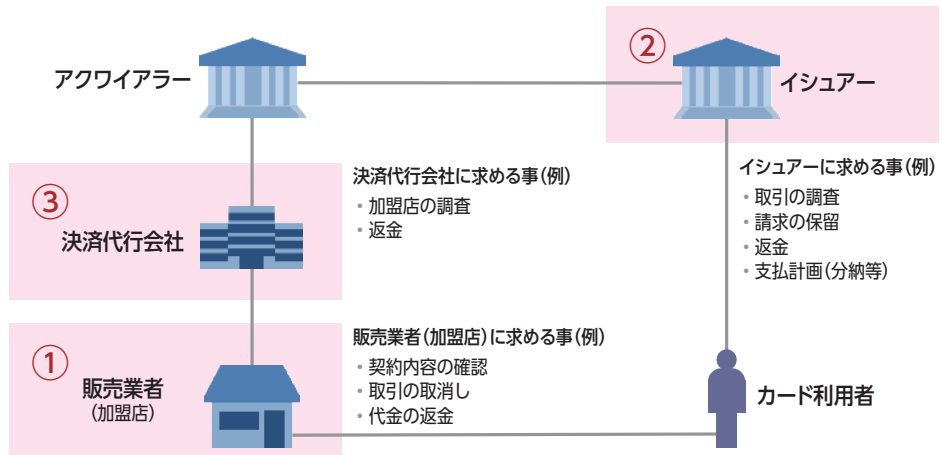 アクワイアラー
②
イシュアー
③
決済代行会社
決済代行会社に求める事(例)
・加盟店の調査
・返金
イシュアーに求める事(例)
・取引の調査
・請求の保留
・返金
・支払計画(分納等)
①
販売業者
(加盟店)
販売業者(加盟店)に求める事(例)
・契約内容の確認
・取引の取消し
・代金の返金
カード利用者